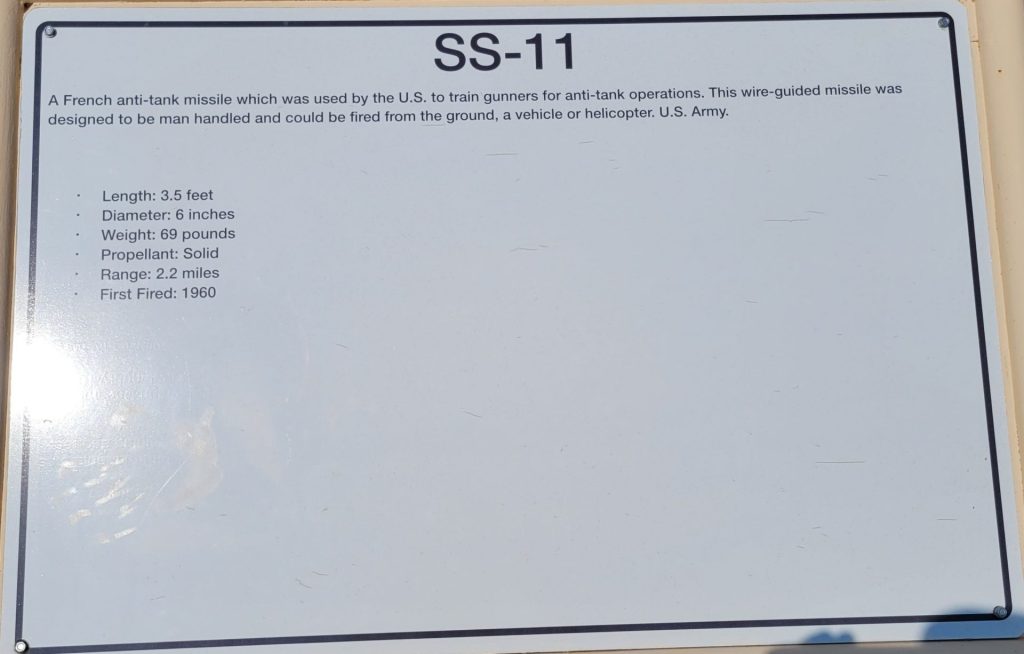 SS-11
A French anti-tank missile which was used by the U.S. to train gunners for anti-tank operations. This wire-guided missile was
designed to be man handled and could be fired from the ground, a vehicle or helicopter. U.S. Army.
· Length: 3.5 feet
· Diameter: 6 inches
· Weight: 69 pounds
· Propellant: Solid
· Range: 2.2 miles
· First Fired: 1960